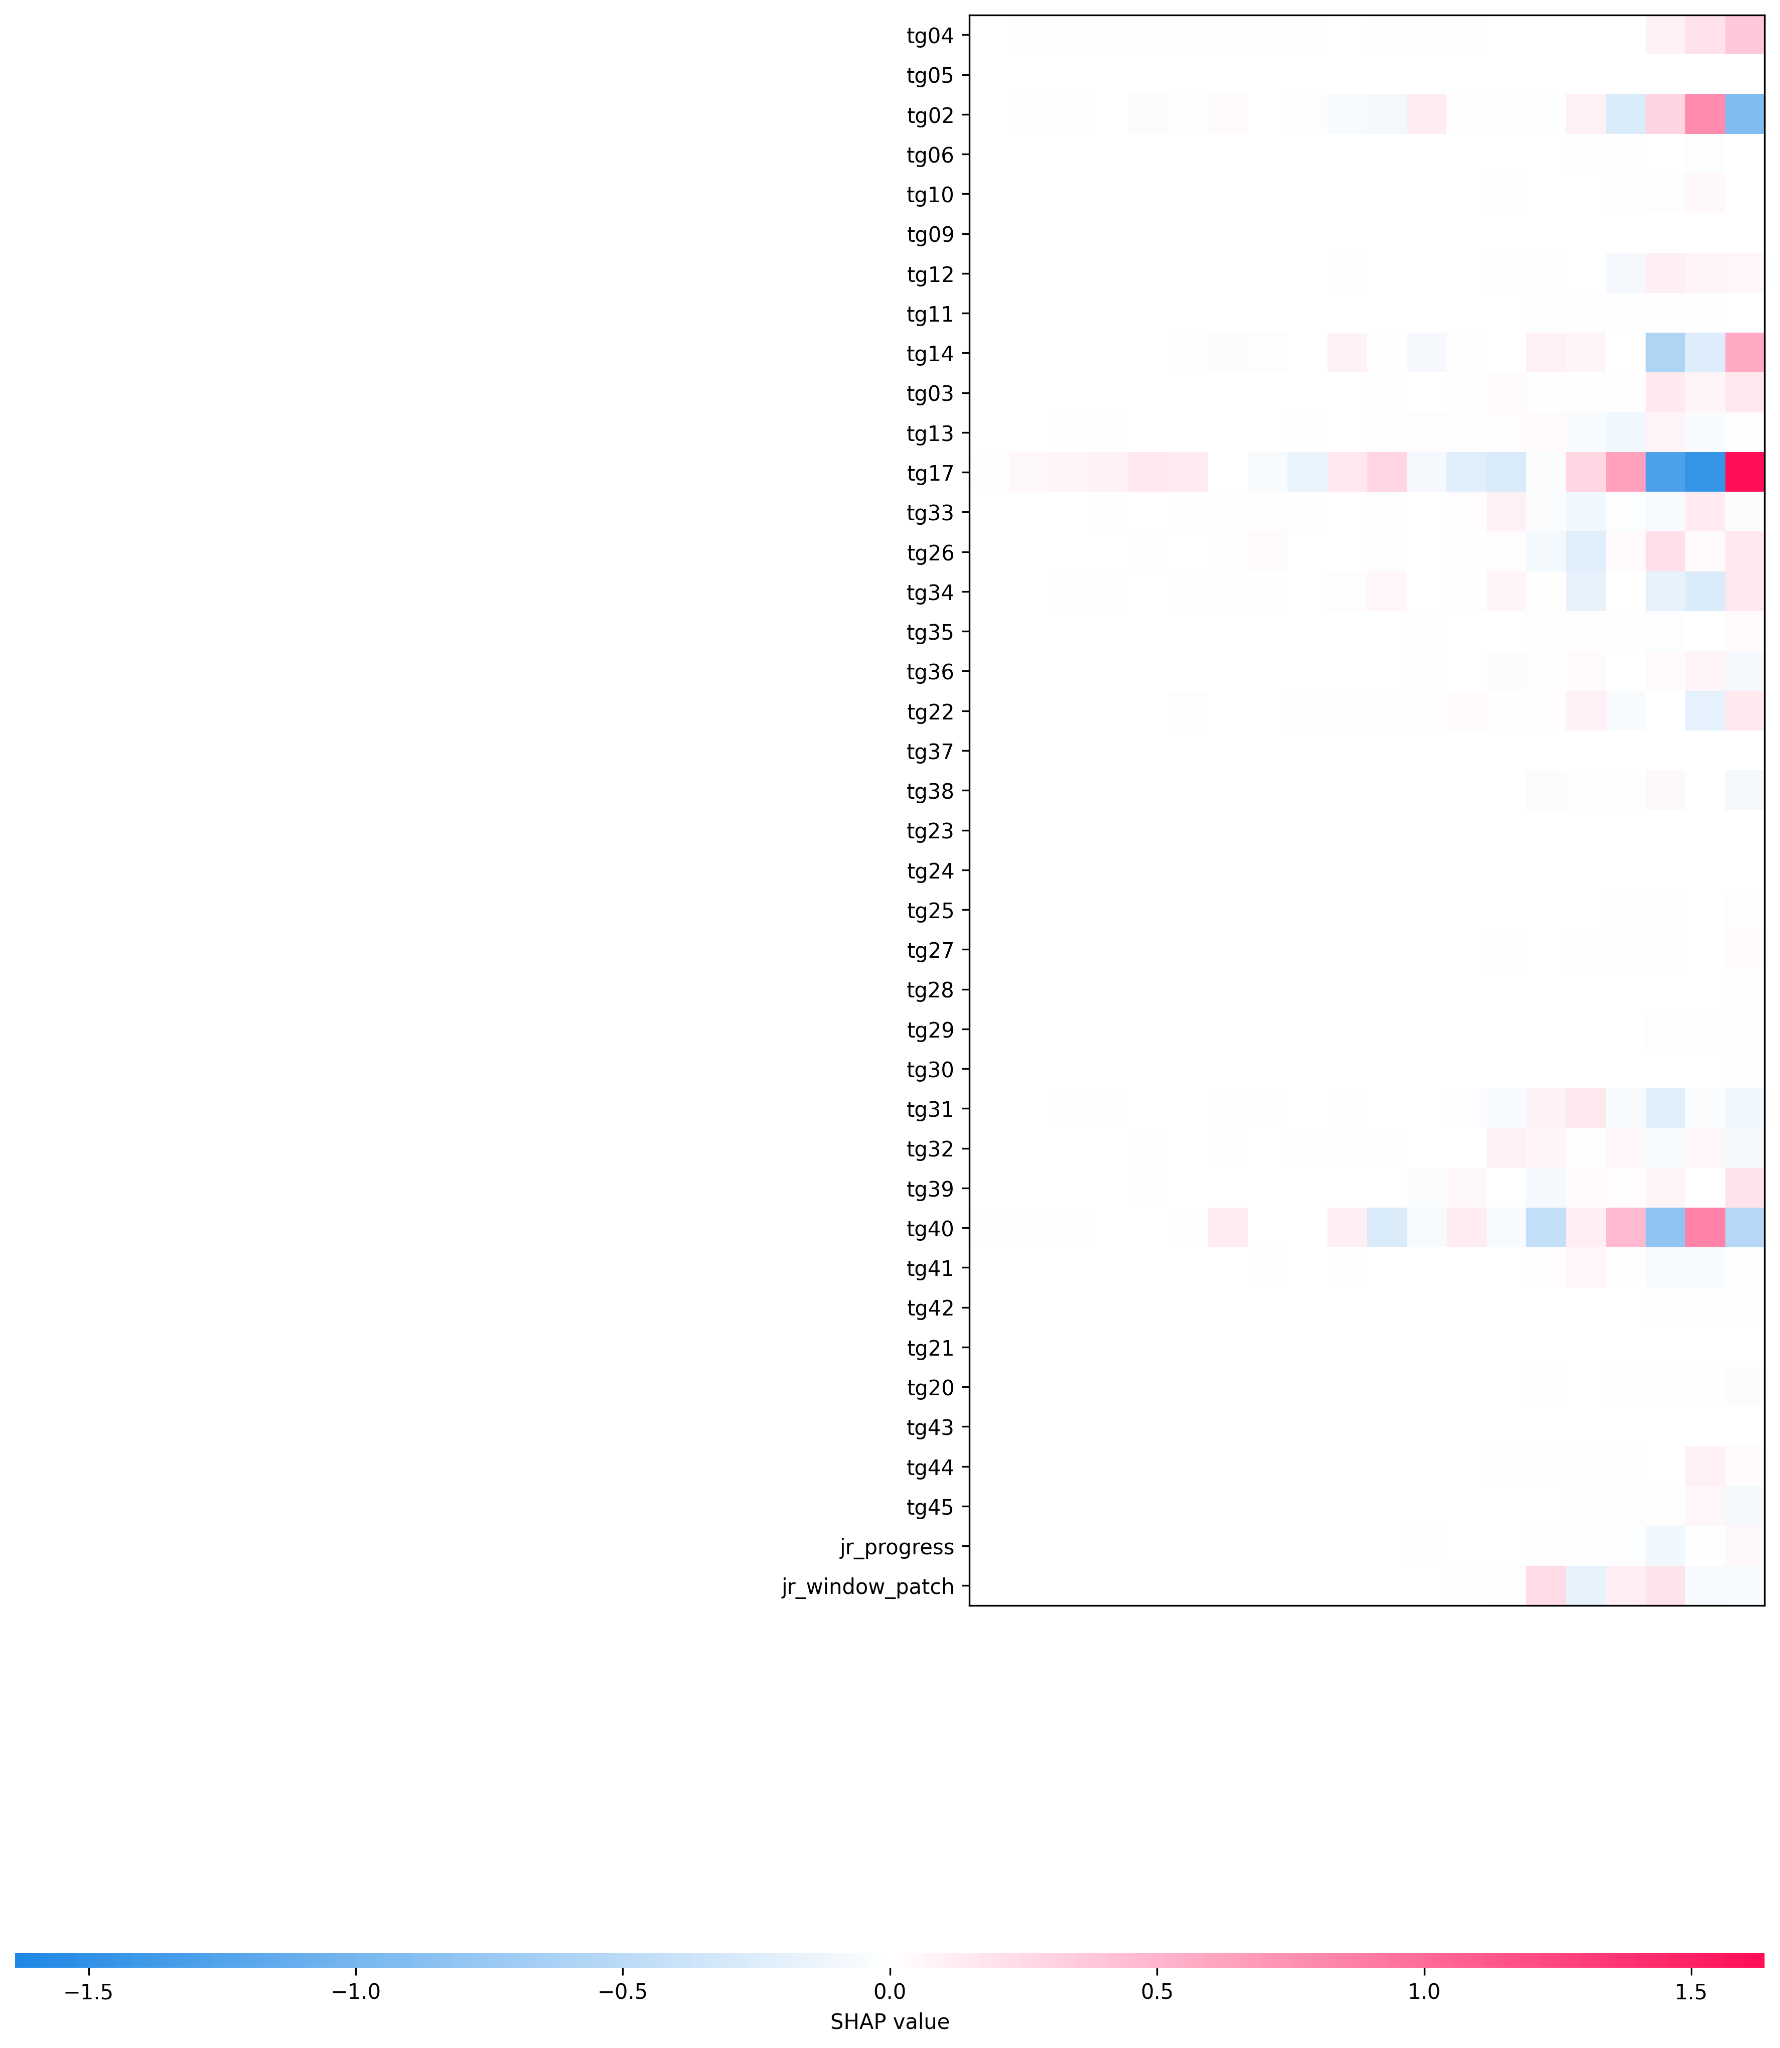 tg04
tg05
tg02
tg06
tg10
tg09
tg12
tg11
tg14
tg03
tg13
tg17
tg33
tg26
tg34
tg35
tg36
tg22
tg37
tg38
tg23
tg24
tg25
tg27
tg28
tg29
tg30
tg31
tg32
tg39
tg40
tg41
tg42
tg21
tg20
tg43
tg44
tg45
jr_progress
jr_window_patch
−1.5 −1.0 −0.5 0.0 0.5 1.0 1.5
SHAP value